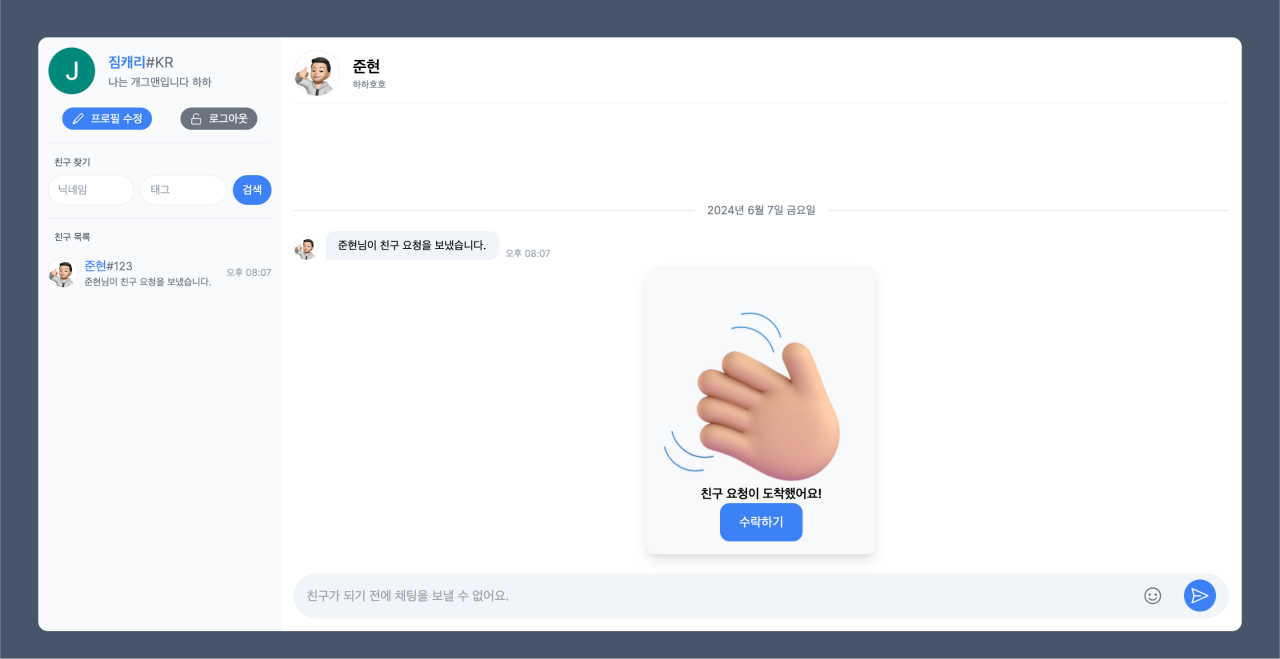 J
짐캐리#KR
나는 개그맨입니다 하하
프로필 수정
로그아웃
친구 찾기
닉네임
태그
검색
친구 목록
준현#123
준현님이 친구 요청을 보냈습니다.
오후 08:07
준현
하하호호
2024년 6월 7일 금요일
준현님이 친구 요청을 보냈습니다.
오후 08:07
친구 요청이 도착했어요!
수락하기
친구가 되기 전에 채팅을 보낼 수 없어요.